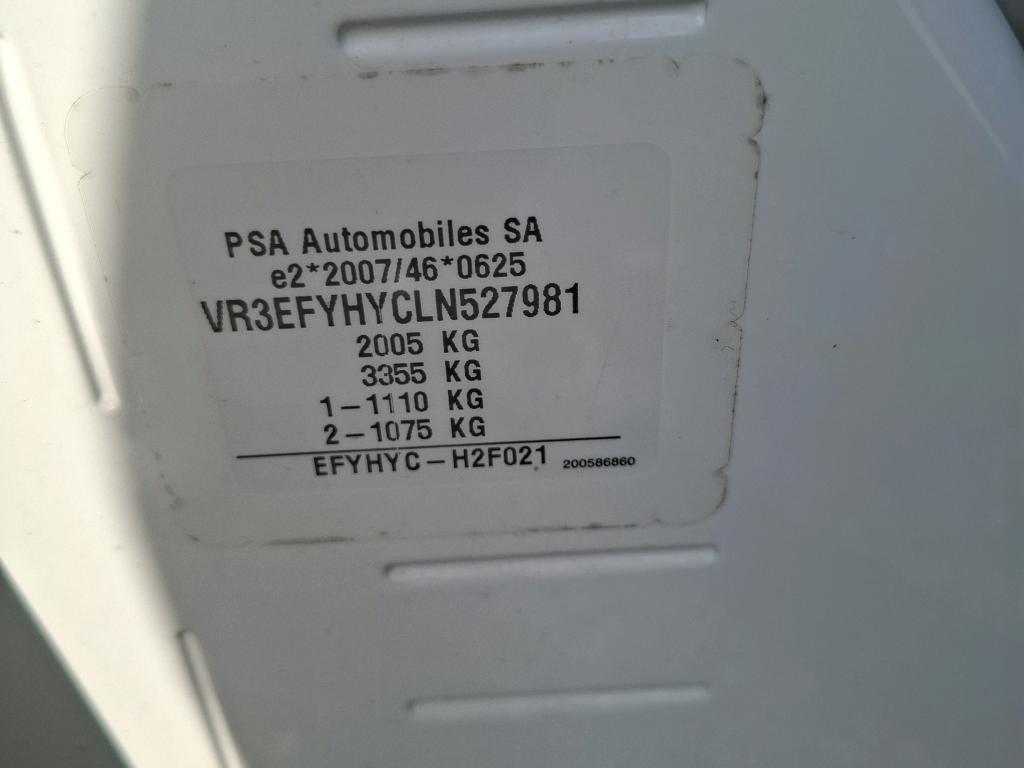 PSA Automobiles SA
e2*2007/46*0625
VR3EFYHYCLN527981
2005 KG
3355 KG
1-1110 KG
2-1075 KG
EFYHYC-H2F021 200586860